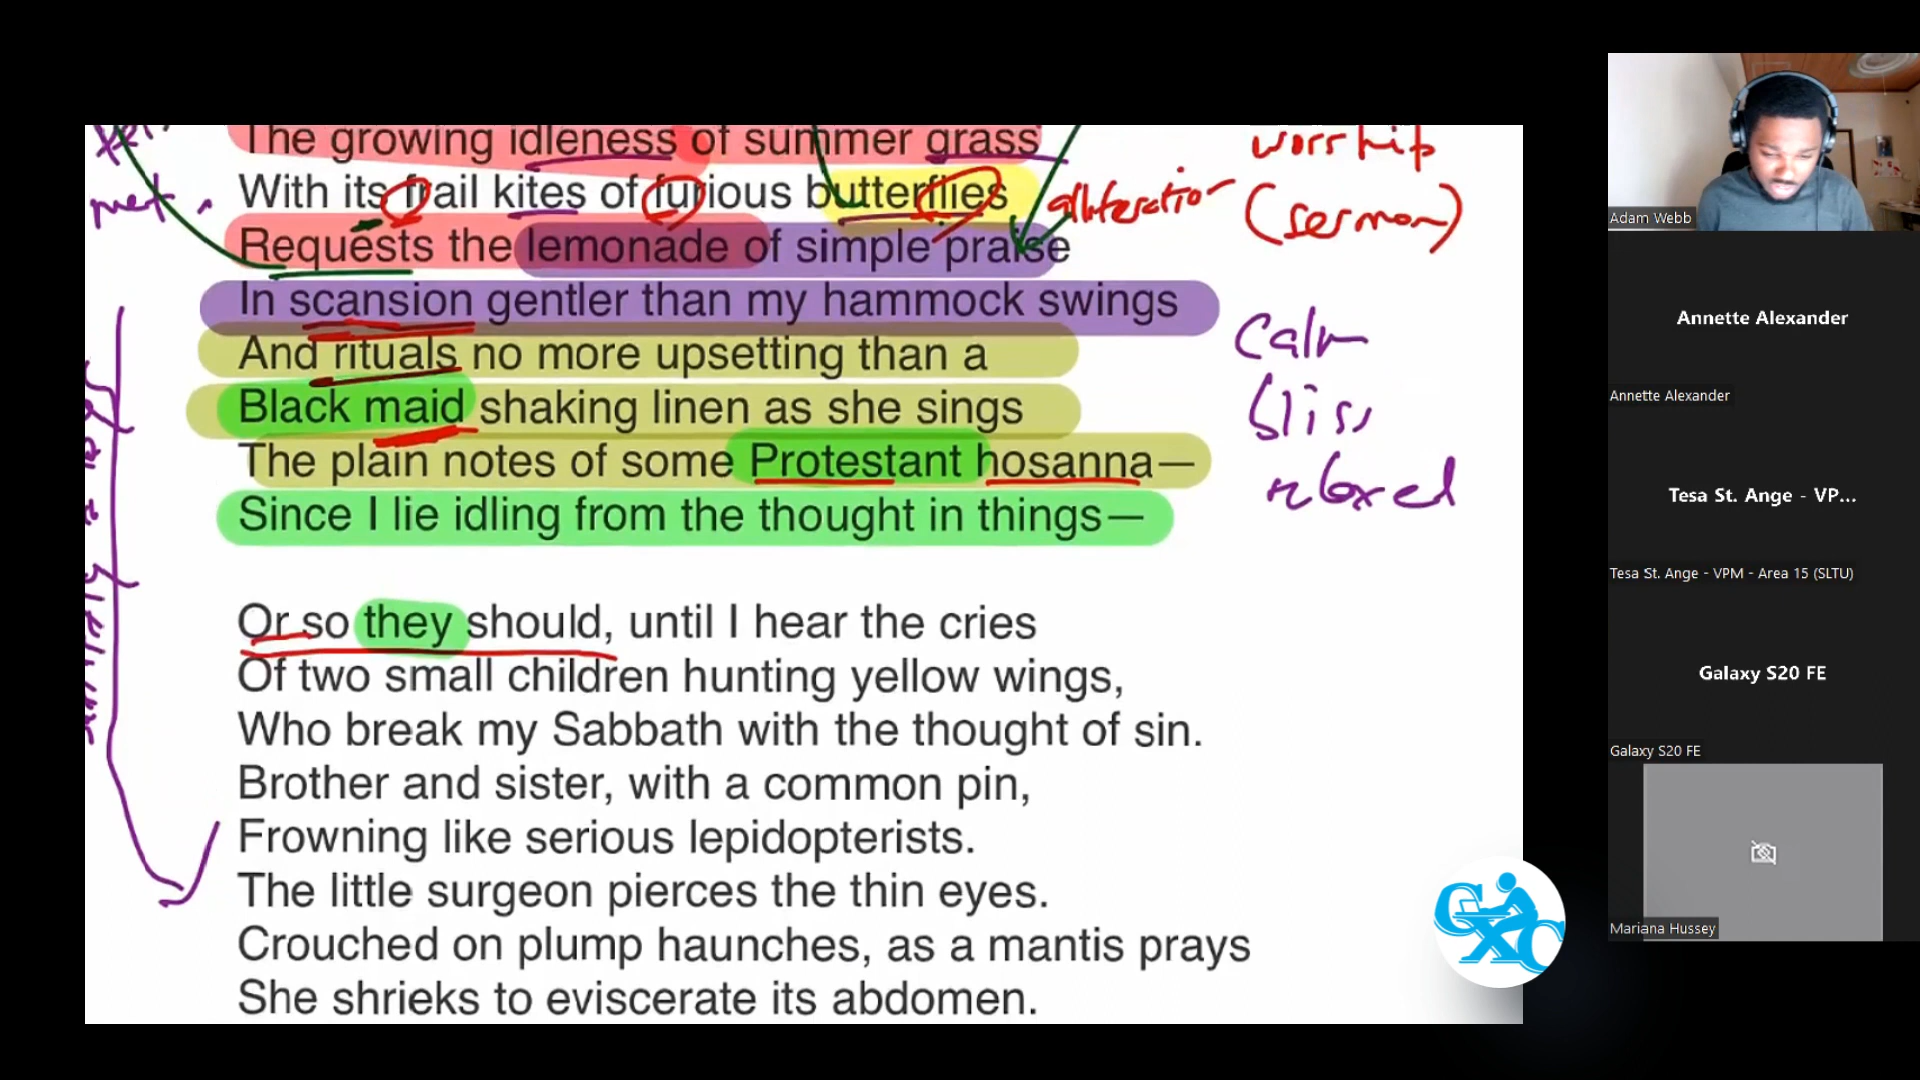 The growing idleness of summer grass
With its frail kites of furious butterflies
Requests the lemonade of simple praise
In scansion gentler than my hammock swings
And rituals no more upsetting than a
Black maid shaking linen as she sings
The plain notes of some Protestant hosanna—
Since I lie idling from the thought in things—
Or so they should, until I hear the cries
Of two small children hunting yellow wings,
Who break my Sabbath with the thought of sin.
Brother and sister, with a common pin,
Frowning like serious lepidopterists.
The little surgeon pierces the thin eyes.
Crouched on plump haunches, as a mantis prays
She shrieks to eviscerate its abdomen.
worship
(sermon)
alliteration
calm
bliss
relaxed
CXC
Adam Webb
Annette Alexander
Annette Alexander
Tesa St. Ange - VP...
Tesa St. Ange - VPM - Area 15 (SLTU)
Galaxy S20 FE
Galaxy S20 FE
Mariana Hussey